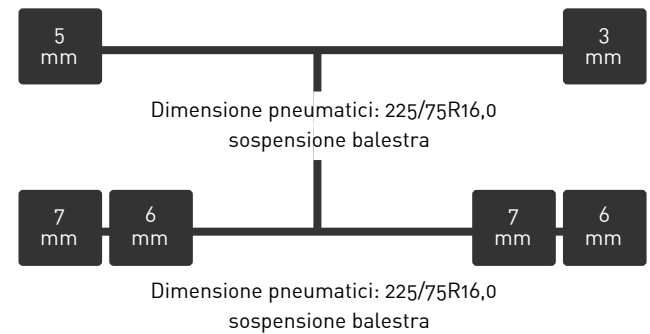 5 mm
3 mm
Dimensione pneumatici: 225/75R16,0
sospensione balestra
7 mm
6 mm
7 mm
6 mm
Dimensione pneumatici: 225/75R16,0
sospensione balestra